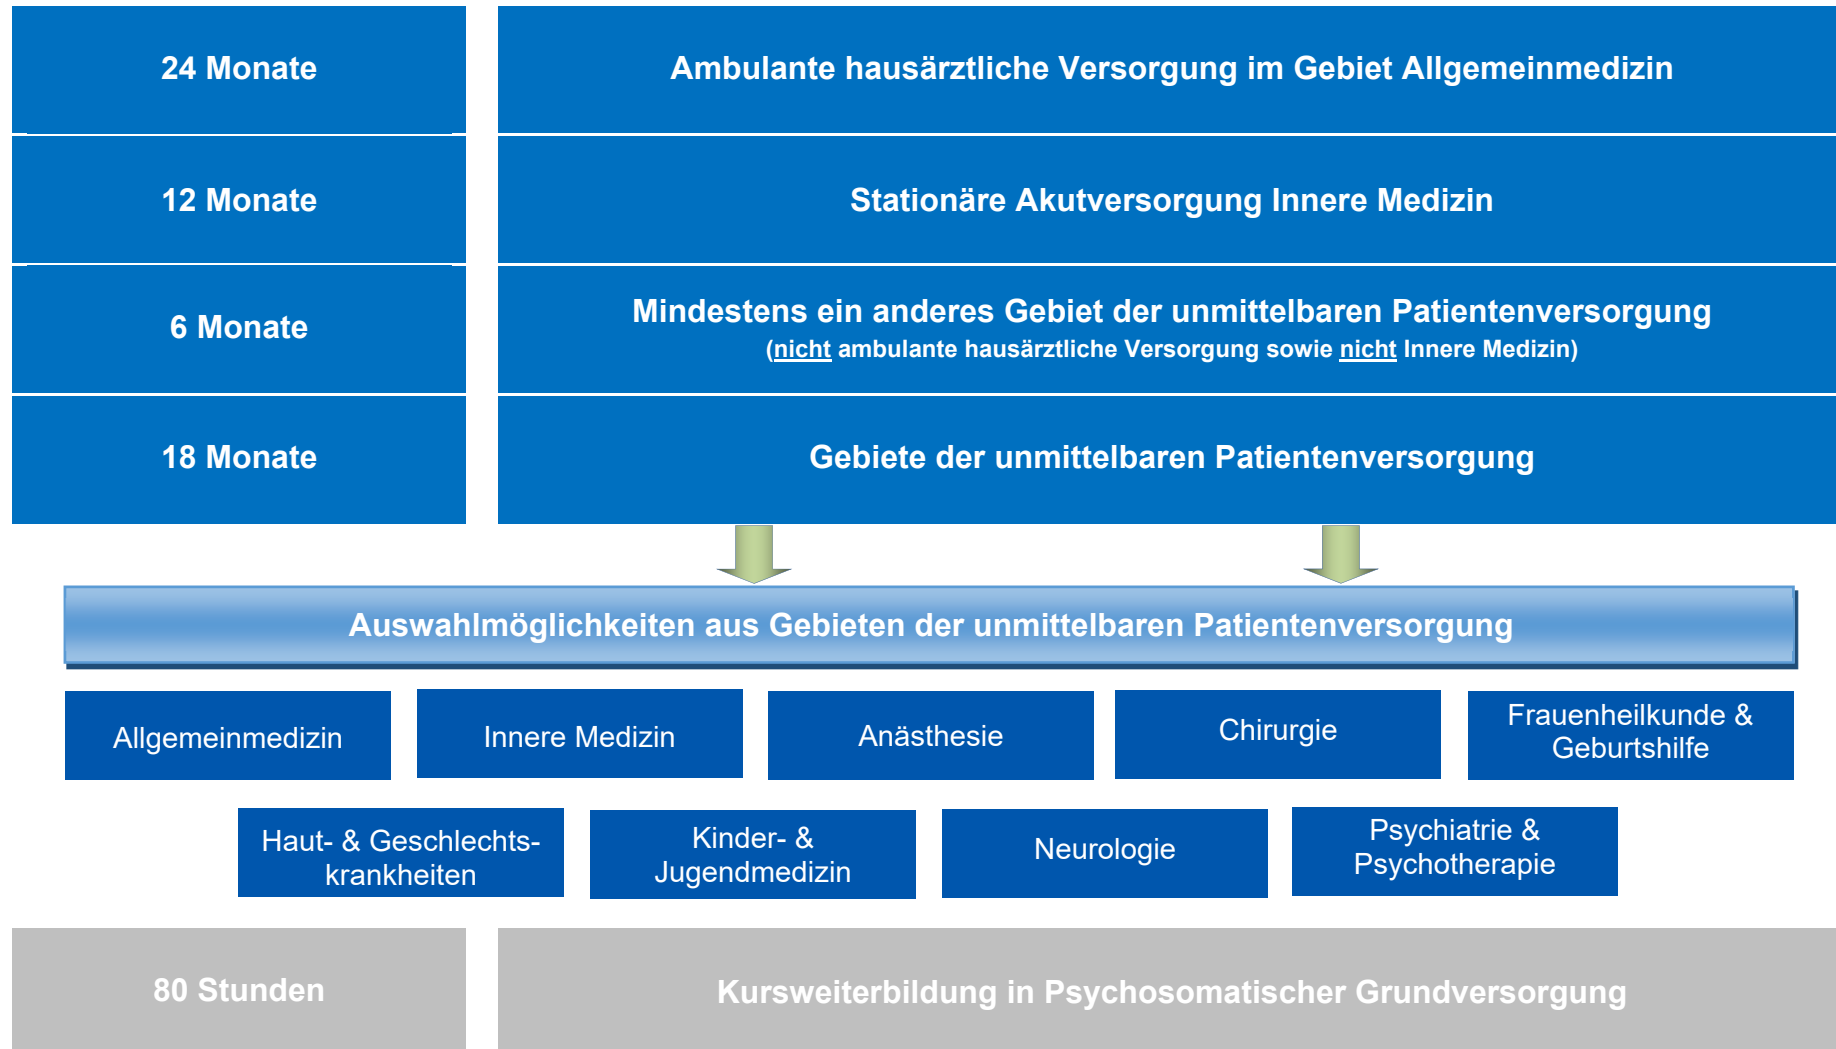 24 Monate
Ambulante hausärztliche Versorgung im Gebiet Allgemeinmedizin
12 Monate
Stationäre Akutversorgung Innere Medizin
6 Monate
Mindestens ein anderes Gebiet der unmittelbaren Patientenversorgung
(nicht ambulante hausärztliche Versorgung sowie nicht Innere Medizin)
18 Monate
Gebiete der unmittelbaren Patientenversorgung
Auswahlmöglichkeiten aus Gebieten der unmittelbaren Patientenversorgung
Allgemeinmedizin
Innere Medizin
Anästhesie
Chirurgie
Frauenheilkunde &
Geburtshilfe
Haut- & Geschlechts-
krankheiten
Kinder- &
Jugendmedizin
Neurologie
Psychiatrie &
Psychotherapie
80 Stunden
Kursweiterbildung in Psychosomatischer Grundversorgung